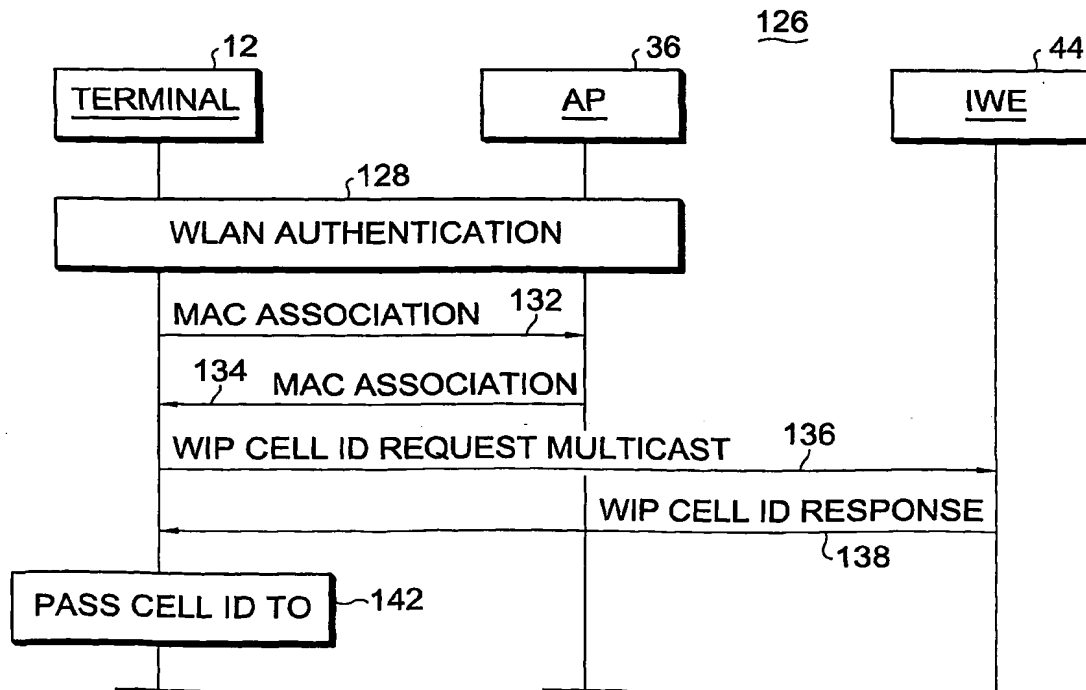 126
12
36
44
TERMINAL
AP
IWE
128
WLAN AUTHENTICATION
MAC ASSOCIATION
132
134
MAC ASSOCIATION
WIP CELL ID REQUEST MULTICAST
136
WIP CELL ID RESPONSE
138
PASS CELL ID TO
142